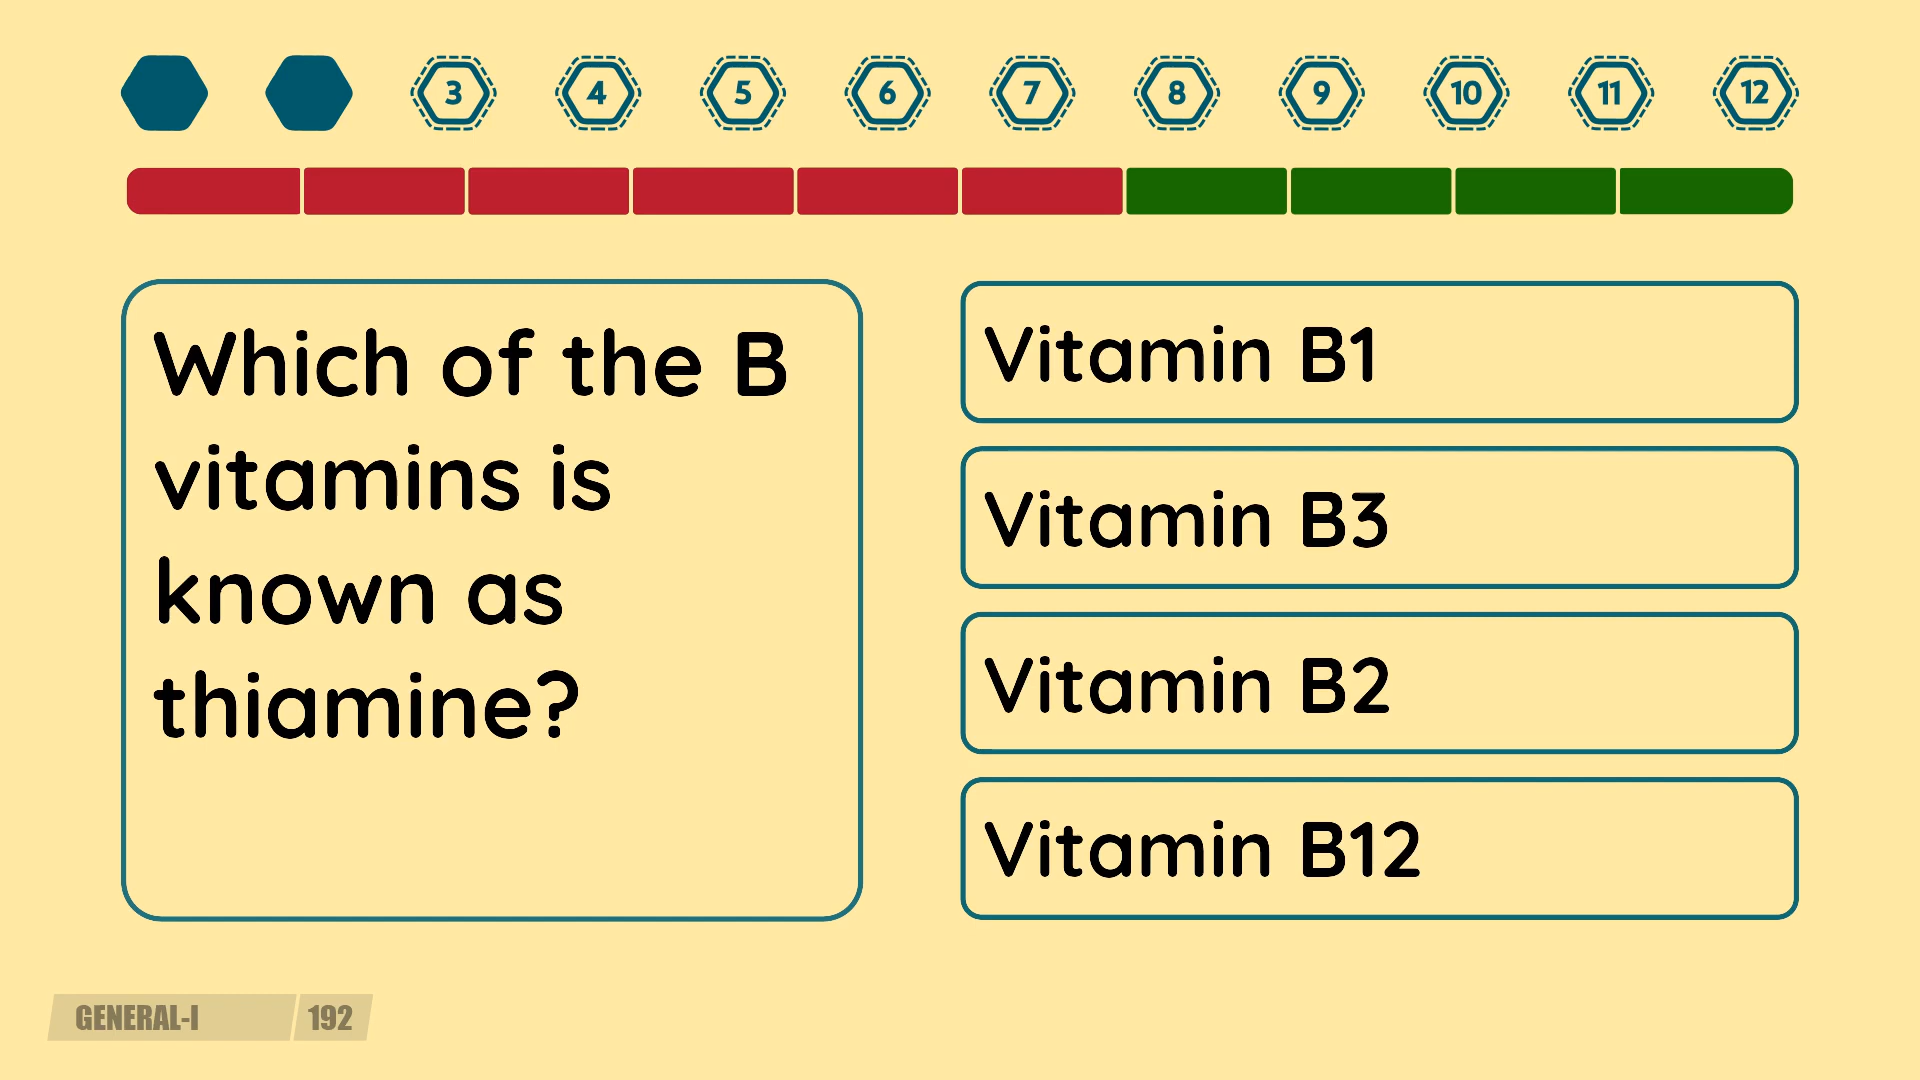 3 4 5 6 7 8 9 10 11 12
Which of the B
vitamins is
known as
thiamine?
Vitamin B1
Vitamin B3
Vitamin B2
Vitamin B12
GENERAL-I 192